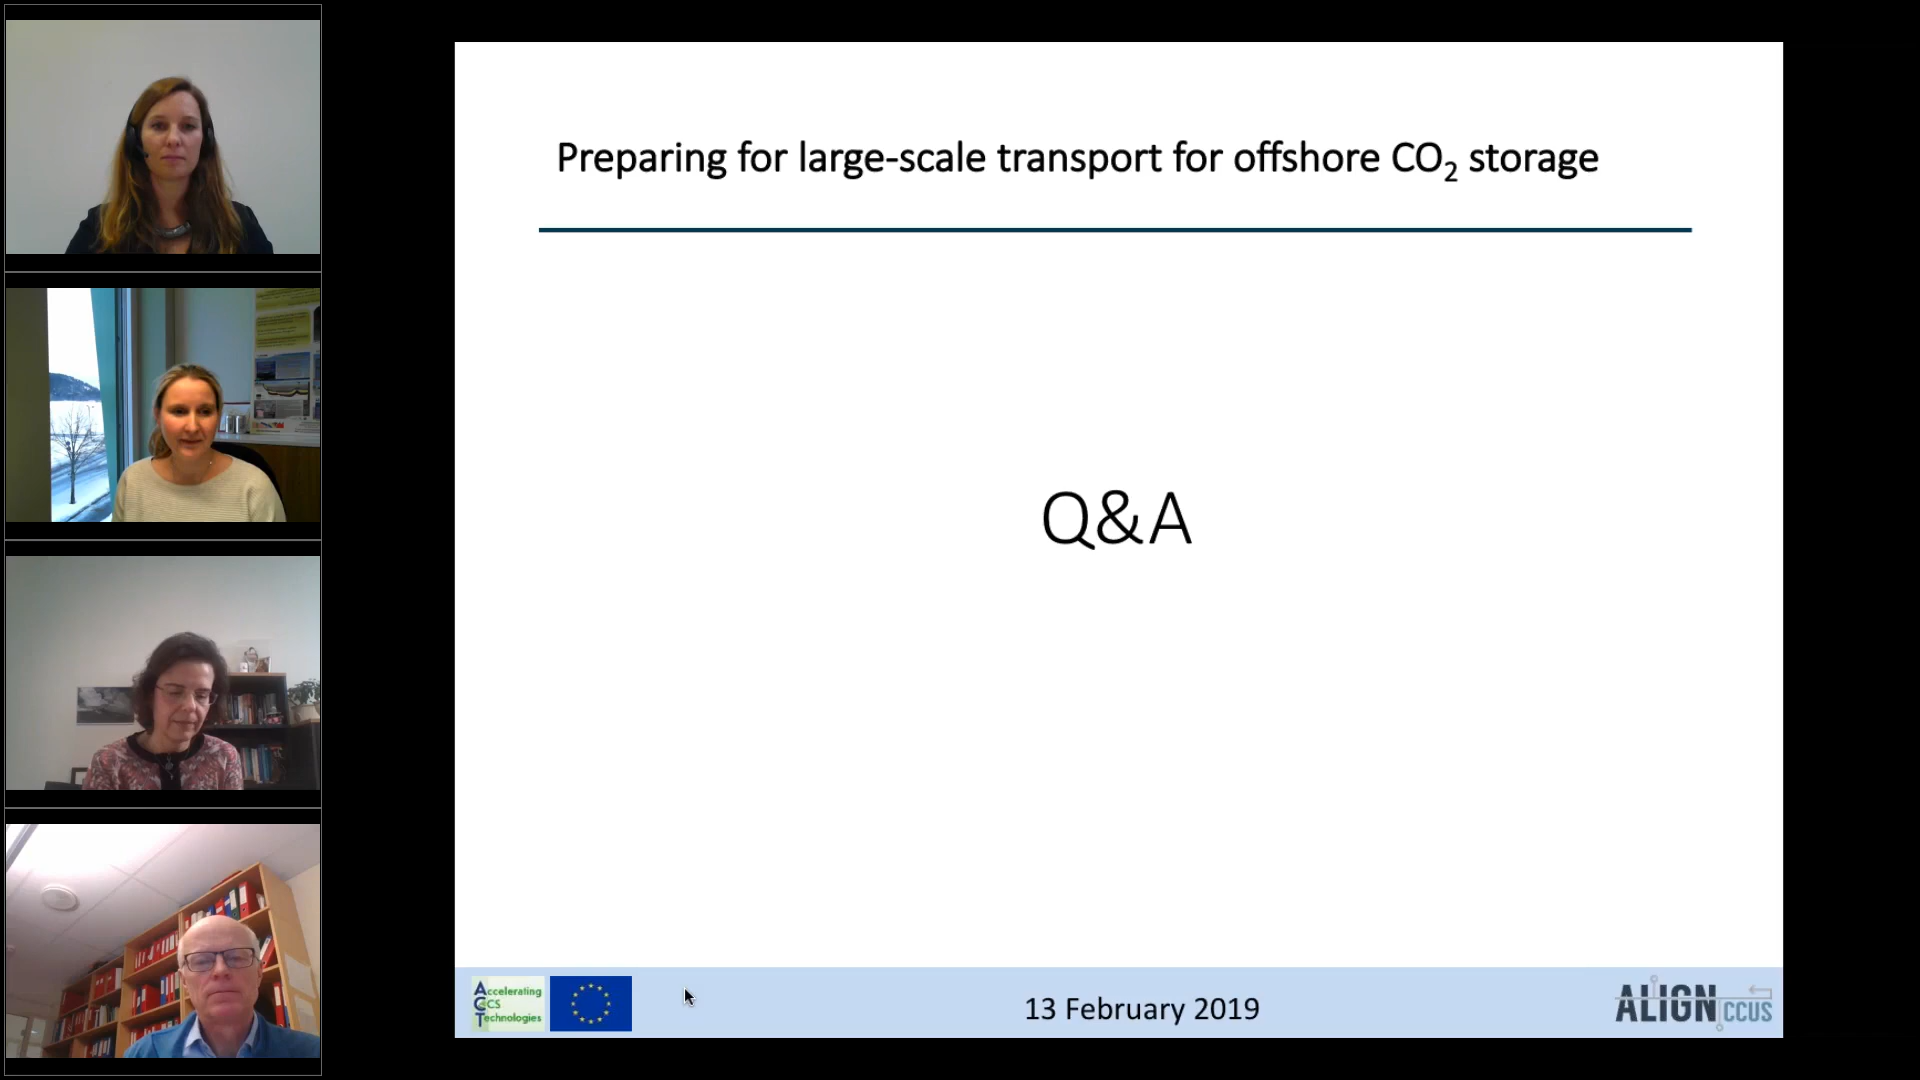 Preparing for large-scale transport for offshore CO₂ storage
Q&A
Accelerating
CCS
Technologies
13 February 2019
ALIGN CCUS